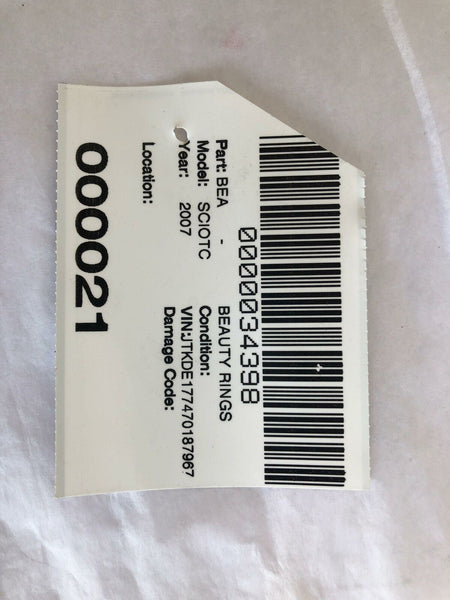 0000034398
Part: BEA - BEAUTY RINGS
Model: SCIOTC Condition:
Year: 2007 VIN:JTKDE177470187967
Damage Code:
Location:
000021